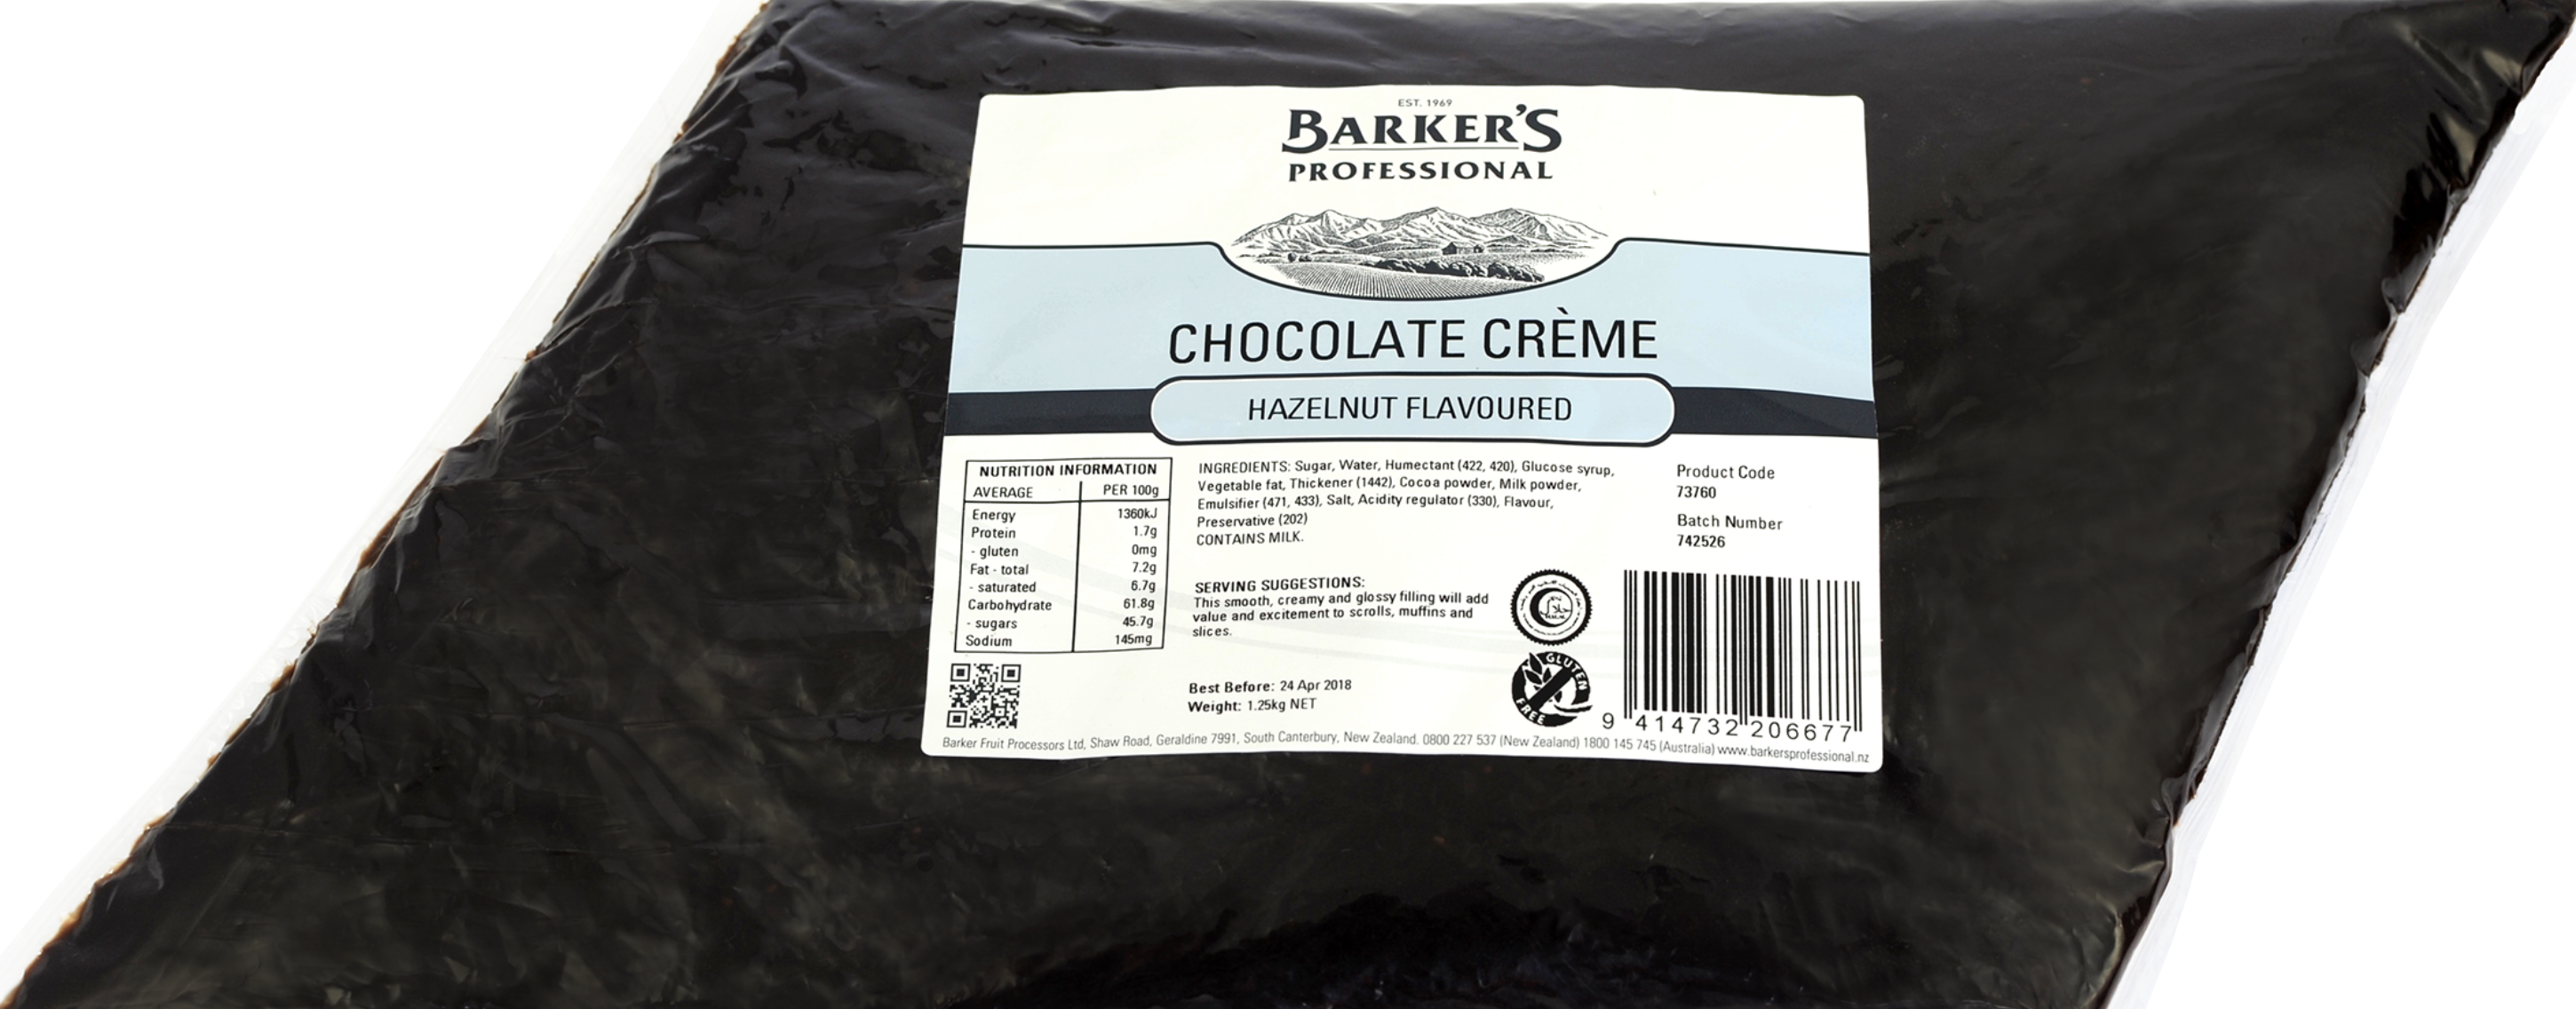 EST. 1969
BARKER'S
PROFESSIONAL
CHOCOLATE CRÈME
HAZELNUT FLAVOURED
NUTRITION INFORMATION
AVERAGE PER 100g
Energy 1360kJ
Protein 1.7g
- gluten 0mg
Fat - total 7.2g
- saturated 6.7g
Carbohydrate 61.8g
- sugars 45.7g
Sodium 145mg
INGREDIENTS: Sugar, Water, Humectant (422, 420), Glucose syrup,
Vegetable fat, Thickener (1442), Cocoa powder, Milk powder,
Emulsifier (471, 433), Salt, Acidity regulator (330), Flavour,
Preservative (202)
CONTAINS MILK.
SERVING SUGGESTIONS:
This smooth, creamy and glossy filling will add
value and excitement to scrolls, muffins and
slices.
Best Before: 24 Apr 2018
Weight: 1.25kg NET
Product Code
73760
Batch Number
742526
GLUTEN
FREE
9 414732 206677
Barker Fruit Processors Ltd, Shaw Road, Geraldine 7991, South Canterbury, New Zealand. 0800 227 537 (New Zealand) 1800 145 745 (Australia) www.barkersprofessional.nz